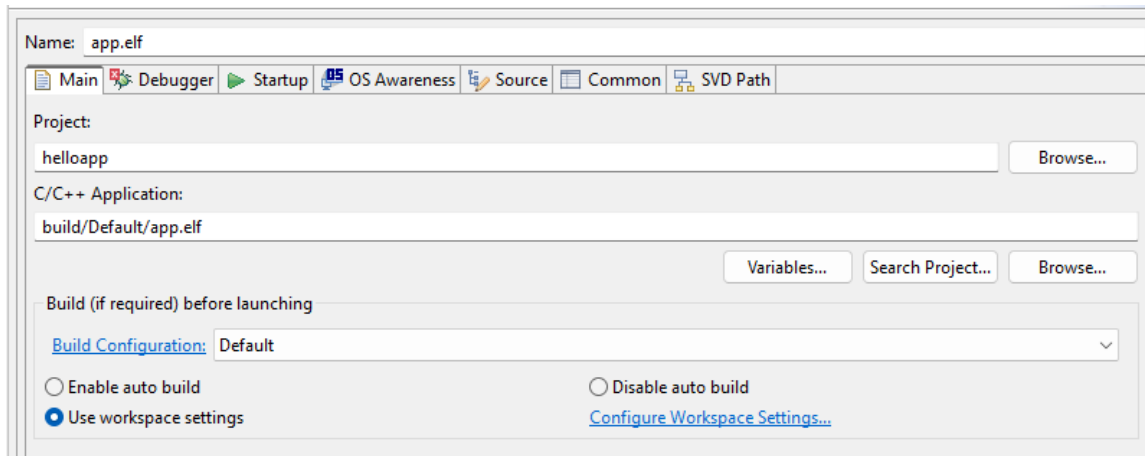 Name: app.elf
Main Debugger Startup OS Awareness Source Common SVD Path
Project:
helloapp Browse...
C/C++ Application:
build/Default/app.elf
Variables... Search Project... Browse...
Build (if required) before launching
Build Configuration: Default
Enable auto build Disable auto build
Use workspace settings Configure Workspace Settings...